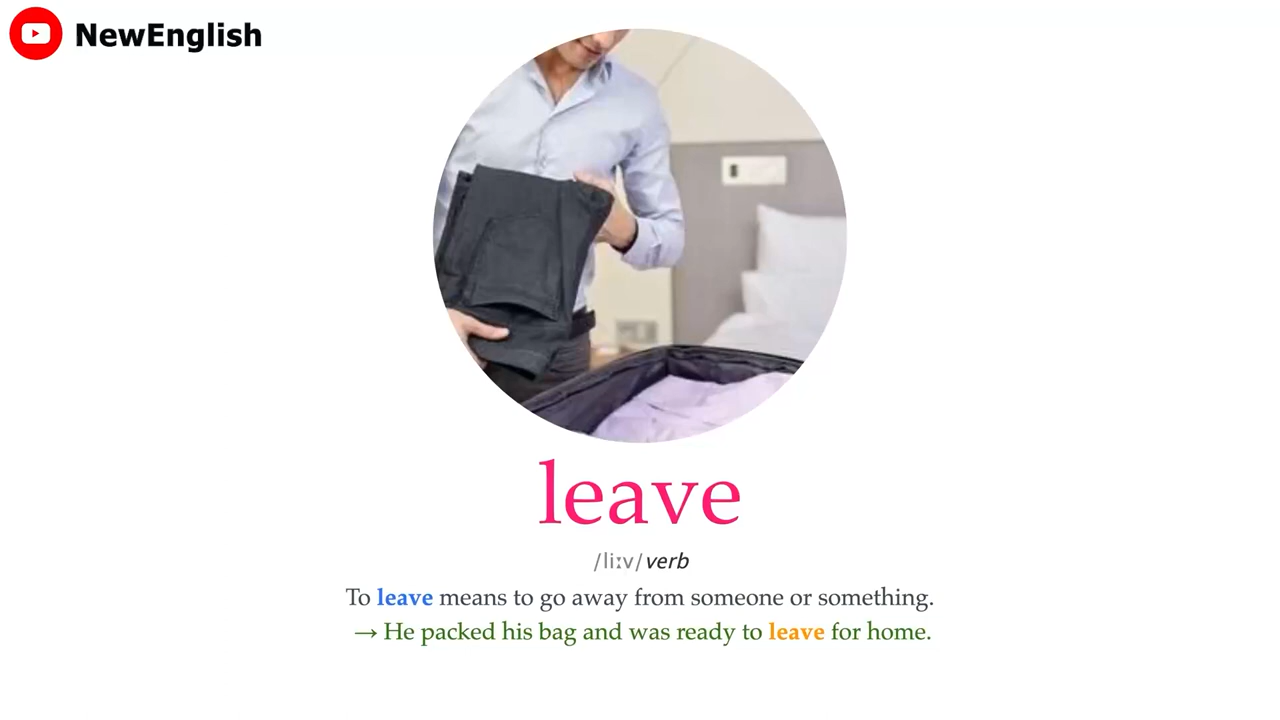 NewEnglish
leave
/liːv/ verb
To leave means to go away from someone or something.
→ He packed his bag and was ready to leave for home.